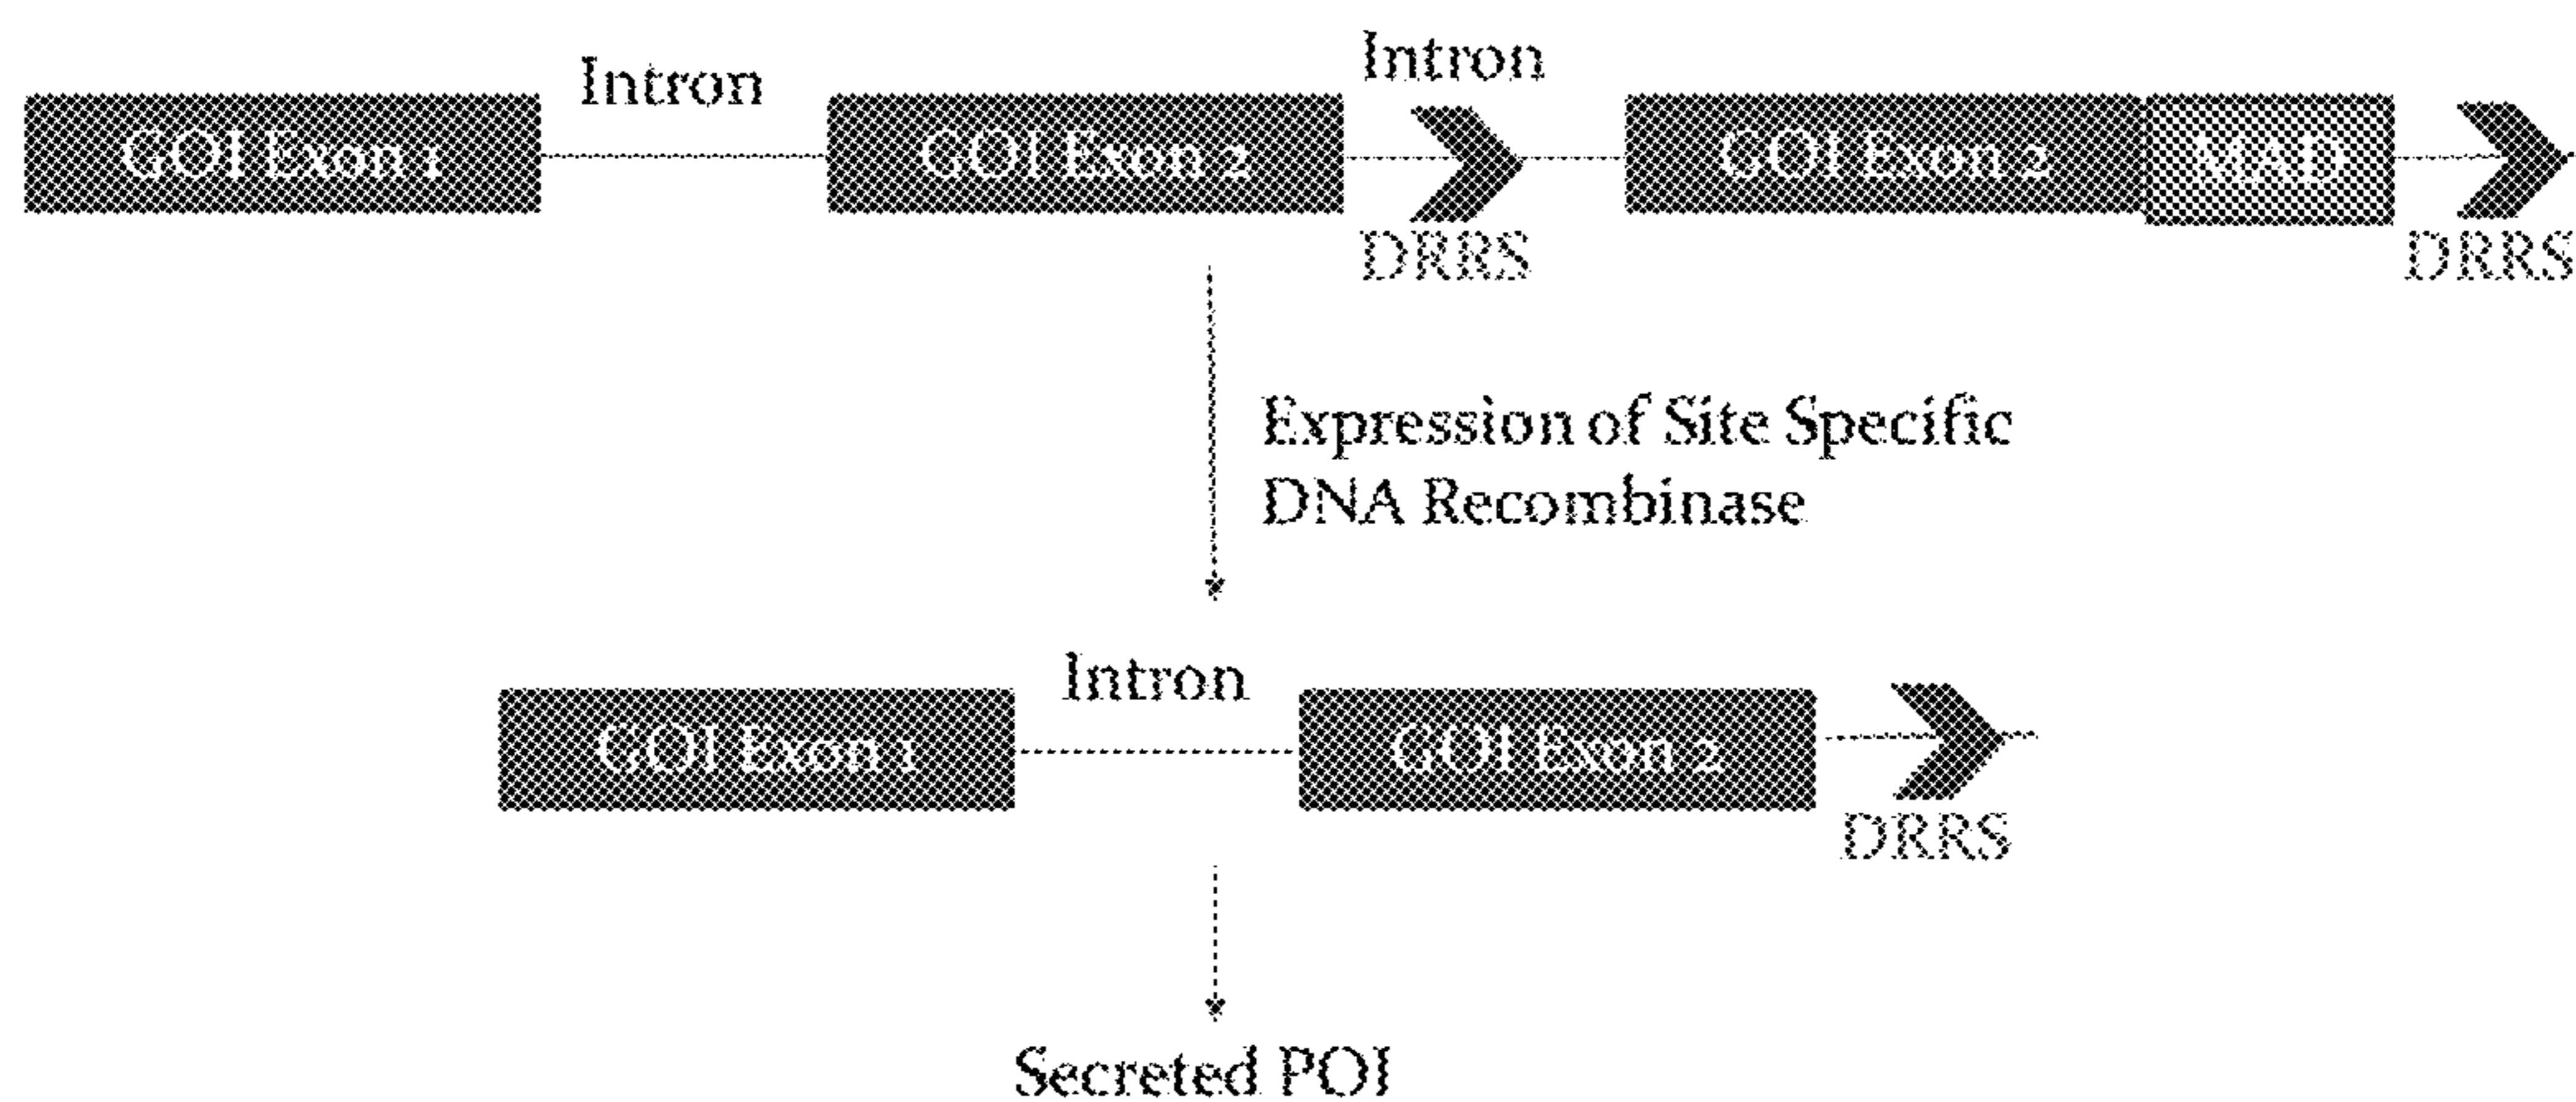 Intron
Intron
GOI Exon 1
GOI Exon 2
GOI Exon 2
MAD
DRRS
DRRS
Expression of Site Specific
DNA Recombinase
Intron
GOI Exon 1
GOI Exon 2
DRRS
Secreted POI